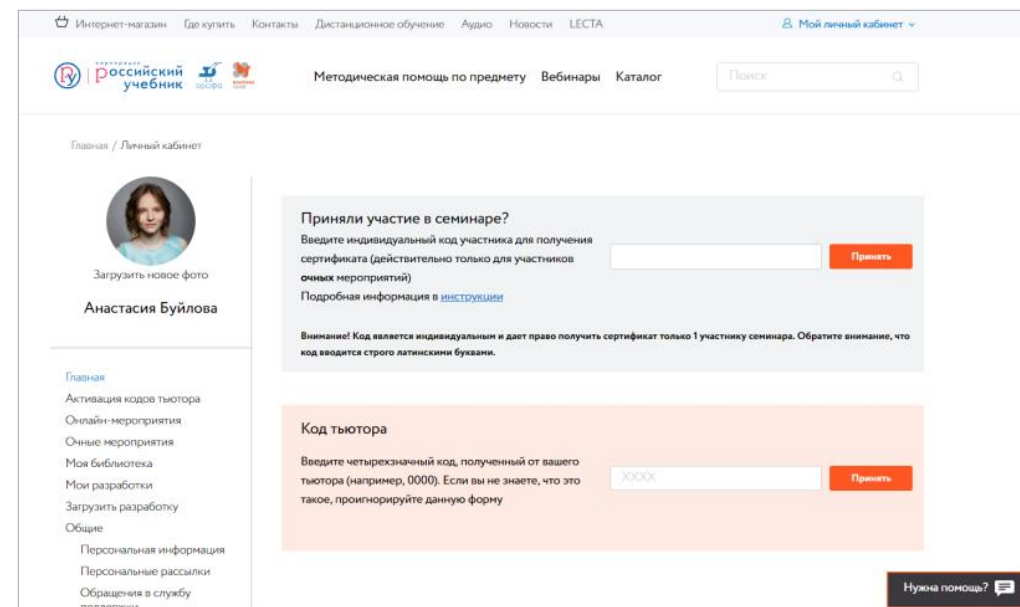 Интернет-магазин Где купить Контакты Дистанционное обучение Аудио Новости LECTA Мой личный кабинет
корпорация
российский
учебник
дрофа
Методическая помощь по предмету Вебинары Каталог Поиск
Главная / Личный кабинет
Загрузить новое фото
Анастасия Буйлова
Главная
Активация кодов тьютора
Онлайн-мероприятия
Очные мероприятия
Моя библиотека
Мои разработки
Загрузить разработку
Общие
Персональная информация
Персональные рассылки
Обращения в службу
поддержки
Приняли участие в семинаре?
Введите индивидуальный код участника для получения
сертификата (действительно только для участников
очных мероприятий)
Подробная информация в инструкции
Принять
Внимание! Код является индивидуальным и дает право получить сертификат только 1 участнику семинара. Обратите внимание, что
код вводится строго латинскими буквами.
Код тьютора
Введите четырехзначный код, полученный от вашего
тьютора (например, 0000). Если вы не знаете, что это
такое, проигнорируйте данную форму
XXXX
Принять
Нужна помощь?